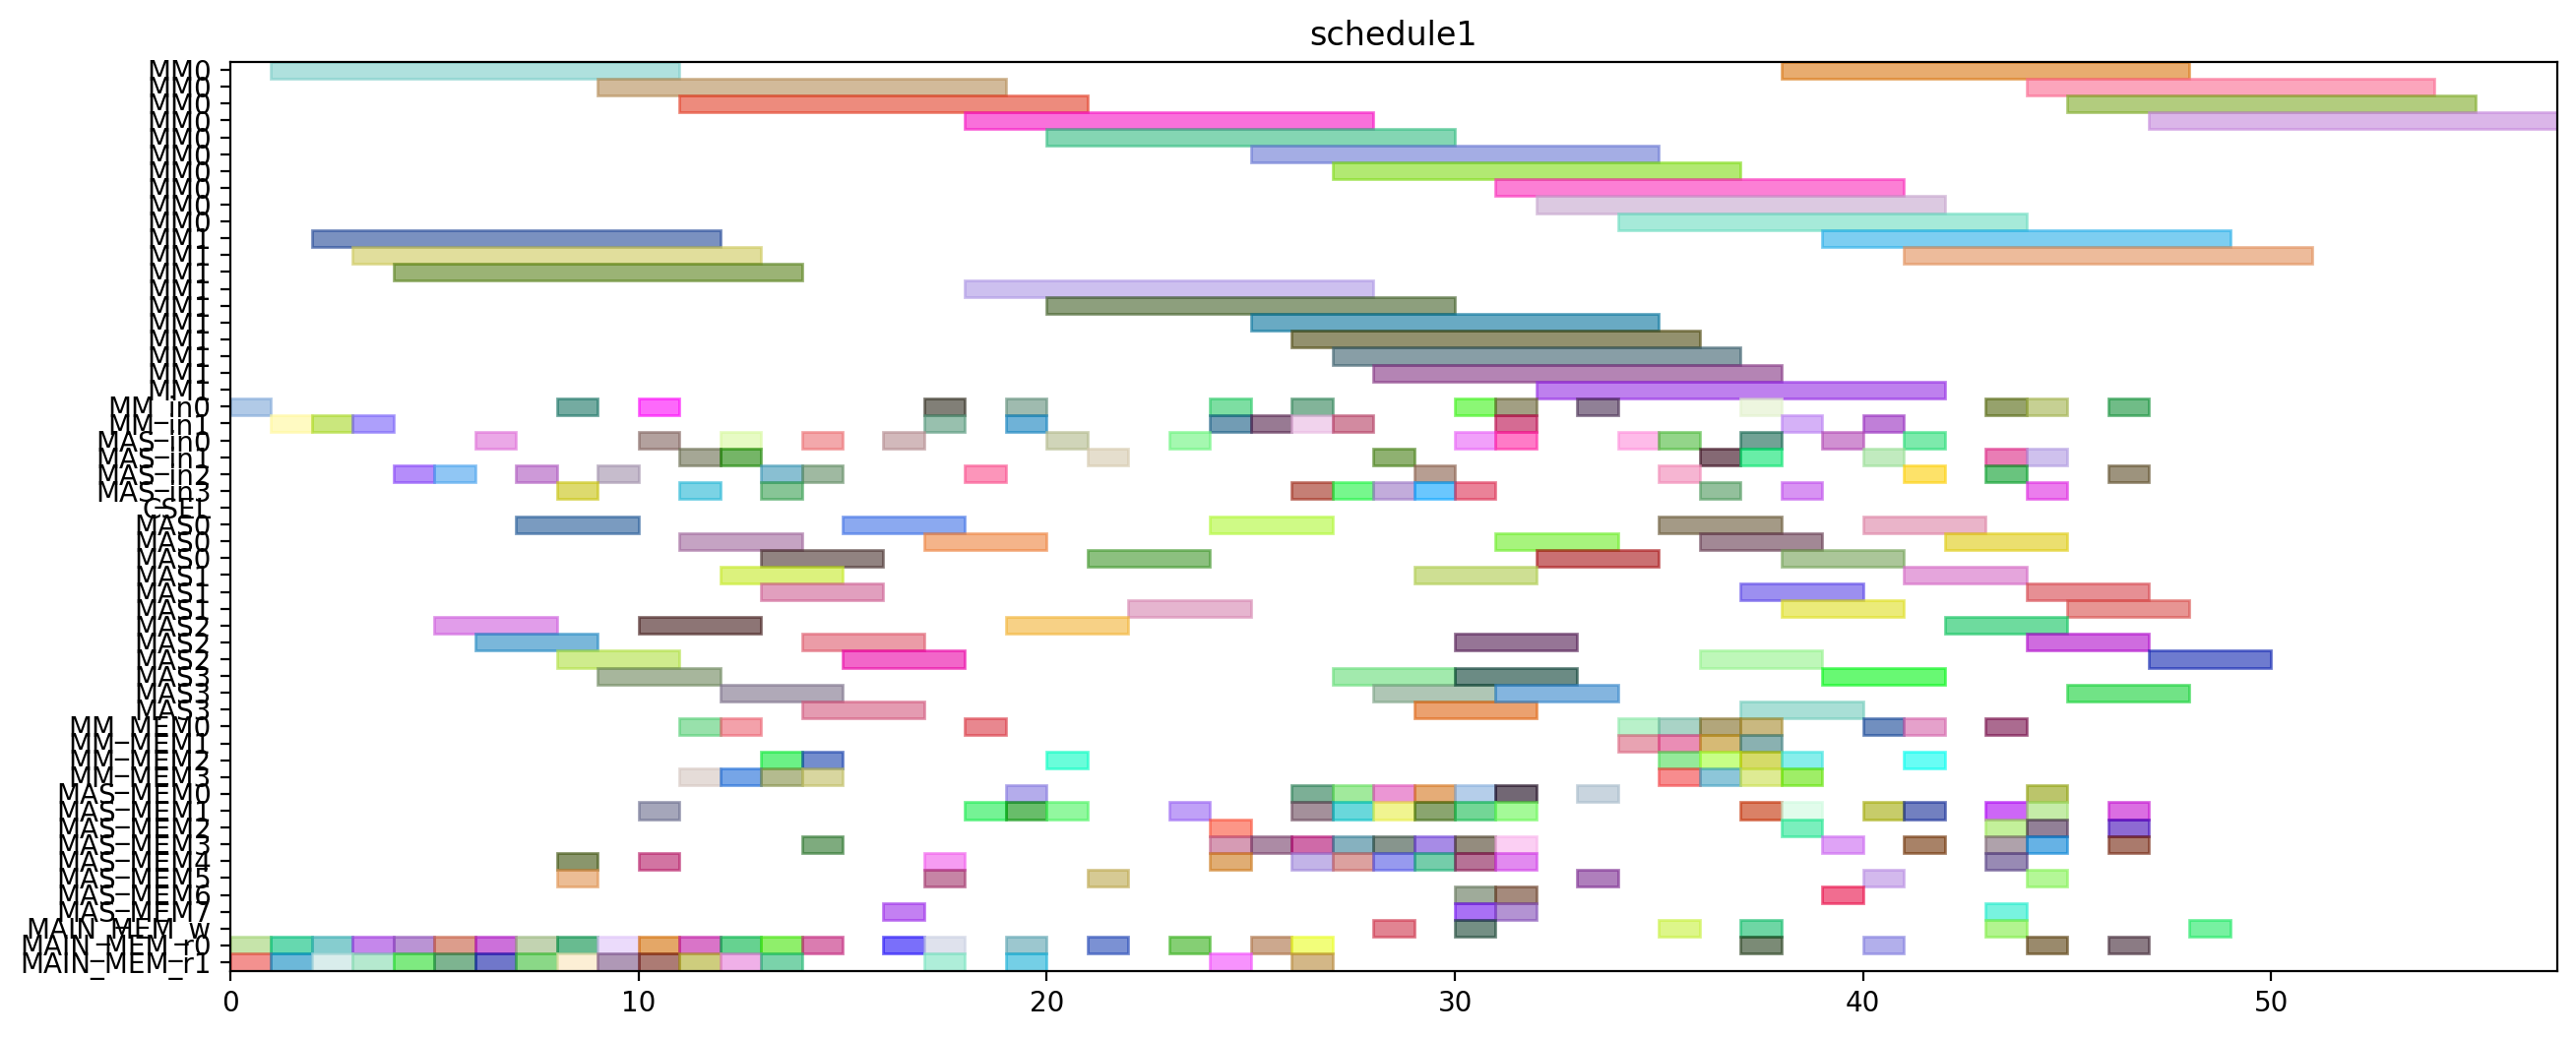 schedule1
MM0
MM0
MM0
MM0
MM0
MM0
MM0
MM0
MM0
MM0
MM1
MM1
MM1
MM1
MM1
MM1
MM1
MM1
MM1
MM1
MM_in0
MM_in1
MAS_in0
MAS_in1
MAS_in2
MAS_in3
CSEL
MAS0
MAS0
MAS0
MAS1
MAS1
MAS1
MAS2
MAS2
MAS2
MAS3
MAS3
MAS3
MM_MEM0
MM_MEM1
MM_MEM2
MM_MEM3
MAS_MEM0
MAS_MEM1
MAS_MEM2
MAS_MEM3
MAS_MEM4
MAS_MEM5
MAS_MEM6
MAS_MEM7
MAIN_MEM_w
MAIN_MEM_r0
MAIN_MEM_r1
0 10 20 30 40 50